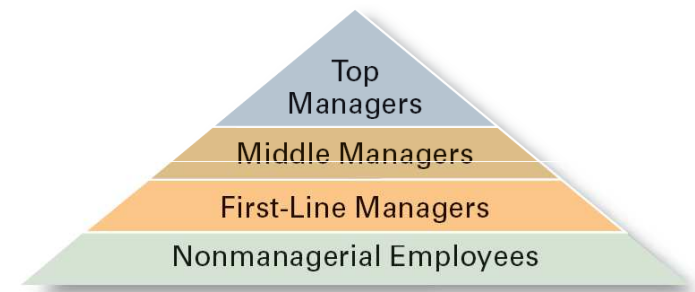 Top
Managers
Middle Managers
First-Line Managers
Nonmanagerial Employees